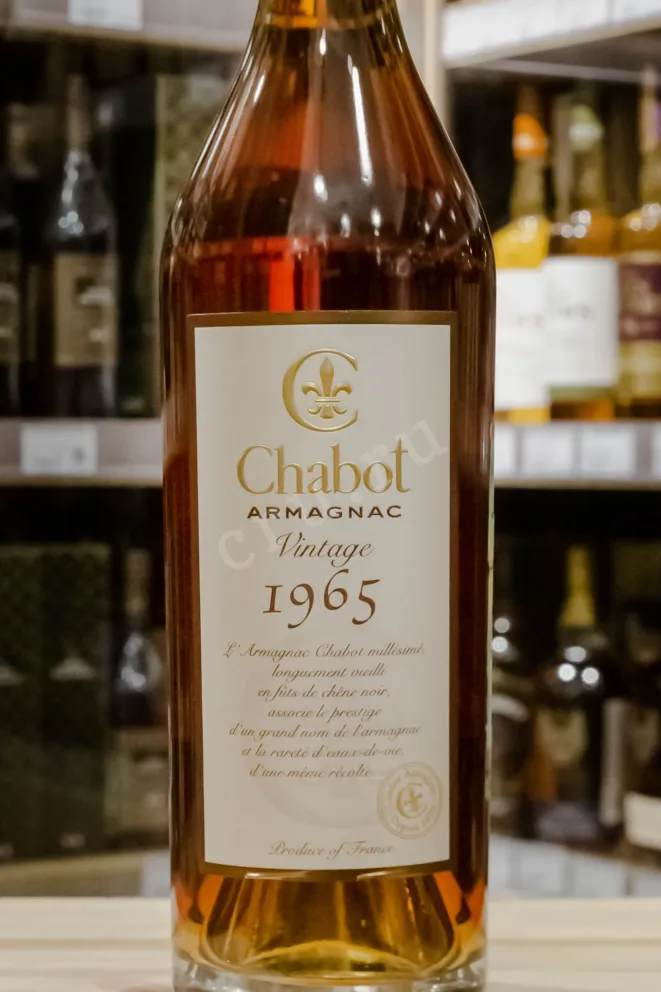 Chabot
ARMAGNAC
Vintage
1965
L'Armagnac Chabot millésimé,
longuement vieilli
en fûts de chêne noir,
associe le prestige
d'un grand nom de l'armagnac
et la rareté d'eaux-de-vie,
d'une même récolte.
Depuis
Produce of France